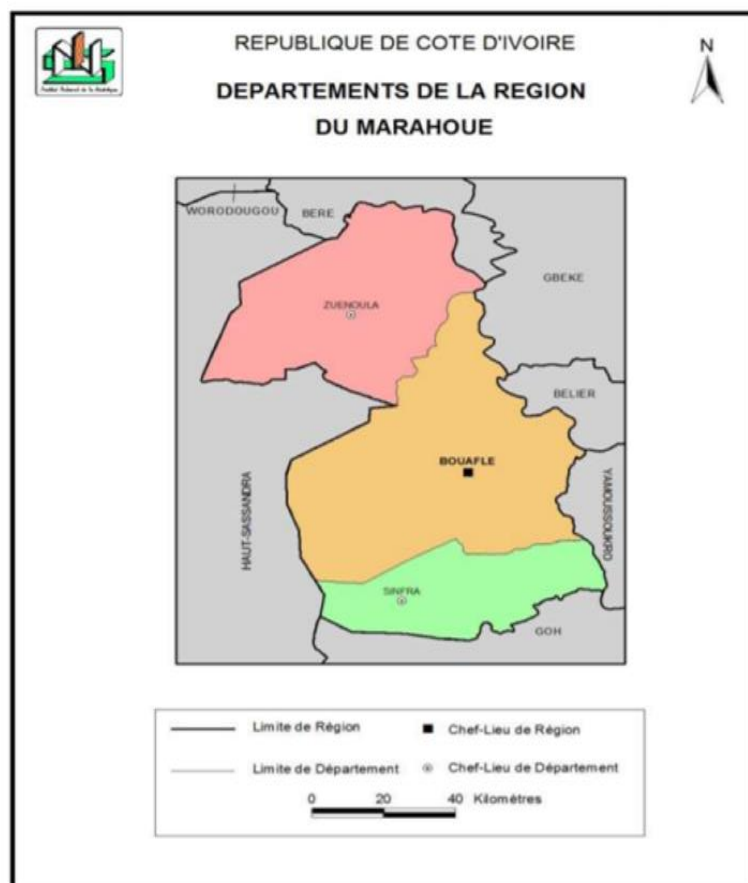 REPUBLIQUE DE COTE D'IVOIRE
N
DEPARTEMENTS DE LA REGION
DU MARAHOUE
WORODOUGOU
BERE
GBEKE
ZUENOULA
BELIER
BOUAFLE
HAUT-SASSANDRA
YAMOUSSOUKRO
SINFRA
GOH
Limite de Région
Chef-Lieu de Région
Limite de Département
Chef-Lieu de Département
0 20 40 Kilomètres